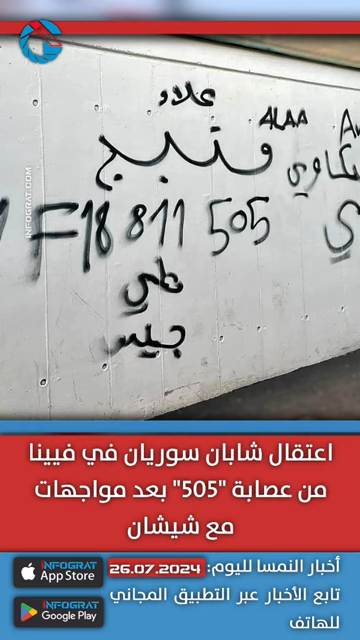 علاء
ALAA
منبج
F18 811 505
جيس
INFOGRAT.COM
اعتقال شابان سوريان في فيينا
من عصابة "505" بعد مواجهات
مع شيشان
أخبار النمسا لليوم: 26.07.2024
تابع الأخبار عبر التطبيق المجاني
للهاتف
INFOGRAT
App Store
INFOGRAT
Google Play